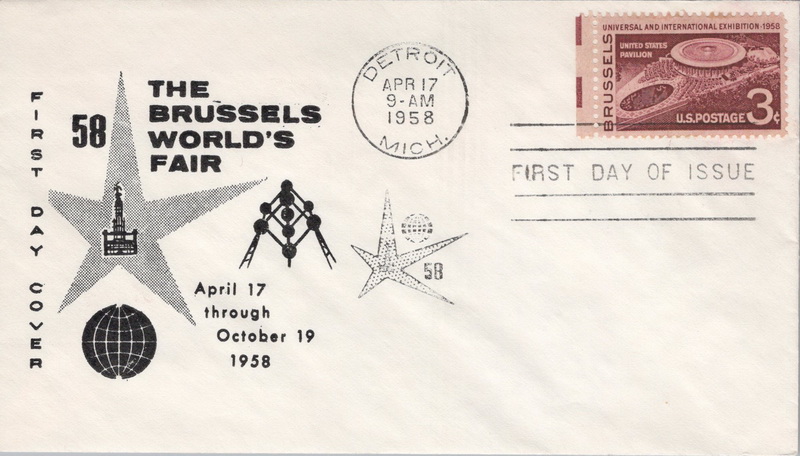 FIRST DAY COVER
58
THE
BRUSSELS
WORLD'S
FAIR
April 17
through
October 19
1958
DETROIT
APR 17
9-AM
1958
MICH.
58
UNIVERSAL AND INTERNATIONAL EXHIBITION-1958
BRUSSELS
UNITED STATES
PAVILION
U.S.POSTAGE 3¢
FIRST DAY OF ISSUE